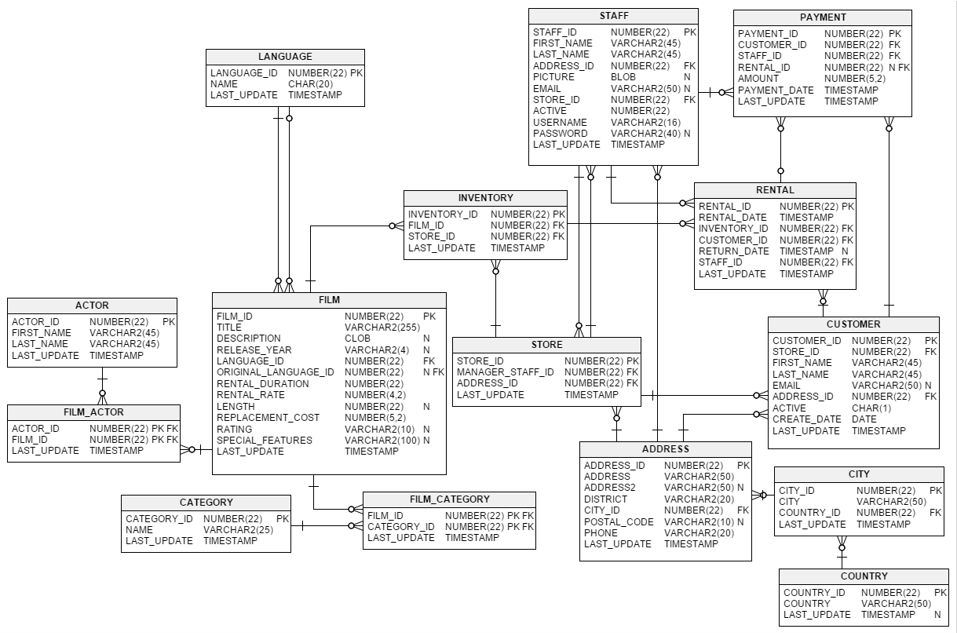 STAFF
STAFF_ID NUMBER(22) PK
FIRST_NAME VARCHAR2(45)
LAST_NAME VARCHAR2(45)
ADDRESS_ID NUMBER(22) FK
PICTURE BLOB N
EMAIL VARCHAR2(50) N
STORE_ID NUMBER(22) FK
ACTIVE NUMBER(22)
USERNAME VARCHAR2(16)
PASSWORD VARCHAR2(40) N
LAST_UPDATE TIMESTAMP
PAYMENT
PAYMENT_ID NUMBER(22) PK
CUSTOMER_ID NUMBER(22) FK
STAFF_ID NUMBER(22) FK
RENTAL_ID NUMBER(22) N FK
AMOUNT NUMBER(5,2)
PAYMENT_DATE TIMESTAMP
LAST_UPDATE TIMESTAMP
LANGUAGE
LANGUAGE_ID NUMBER(22) PK
NAME CHAR(20)
LAST_UPDATE TIMESTAMP
INVENTORY
INVENTORY_ID NUMBER(22) PK
FILM_ID NUMBER(22) FK
STORE_ID NUMBER(22) FK
LAST_UPDATE TIMESTAMP
RENTAL
RENTAL_ID NUMBER(22) PK
RENTAL_DATE TIMESTAMP
INVENTORY_ID NUMBER(22) FK
CUSTOMER_ID NUMBER(22) FK
RETURN_DATE TIMESTAMP N
STAFF_ID NUMBER(22) FK
LAST_UPDATE TIMESTAMP
ACTOR
ACTOR_ID NUMBER(22) PK
FIRST_NAME VARCHAR2(45)
LAST_NAME VARCHAR2(45)
LAST_UPDATE TIMESTAMP
FILM
FILM_ID NUMBER(22) PK
TITLE VARCHAR2(255)
DESCRIPTION CLOB N
RELEASE_YEAR VARCHAR2(4) N
LANGUAGE_ID NUMBER(22) FK
ORIGINAL_LANGUAGE_ID NUMBER(22) N FK
RENTAL_DURATION NUMBER(22)
RENTAL_RATE NUMBER(4,2)
LENGTH NUMBER(22) N
REPLACEMENT_COST NUMBER(5,2)
RATING VARCHAR2(10) N
SPECIAL_FEATURES VARCHAR2(100) N
LAST_UPDATE TIMESTAMP
STORE
STORE_ID NUMBER(22) PK
MANAGER_STAFF_ID NUMBER(22) FK
ADDRESS_ID NUMBER(22) FK
LAST_UPDATE TIMESTAMP
CUSTOMER
CUSTOMER_ID NUMBER(22) PK
STORE_ID NUMBER(22) FK
FIRST_NAME VARCHAR2(45)
LAST_NAME VARCHAR2(45)
EMAIL VARCHAR2(50) N
ADDRESS_ID NUMBER(22) FK
ACTIVE CHAR(1)
CREATE_DATE DATE
LAST_UPDATE TIMESTAMP
FILM_ACTOR
ACTOR_ID NUMBER(22) PK FK
FILM_ID NUMBER(22) PK FK
LAST_UPDATE TIMESTAMP
ADDRESS
ADDRESS_ID NUMBER(22) PK
ADDRESS VARCHAR2(50)
ADDRESS2 VARCHAR2(50) N
DISTRICT VARCHAR2(20)
CITY_ID NUMBER(22) FK
POSTAL_CODE VARCHAR2(10) N
PHONE VARCHAR2(20)
LAST_UPDATE TIMESTAMP
CITY
CITY_ID NUMBER(22) PK
CITY VARCHAR2(50)
COUNTRY_ID NUMBER(22) FK
LAST_UPDATE TIMESTAMP
CATEGORY
CATEGORY_ID NUMBER(22) PK
NAME VARCHAR2(25)
LAST_UPDATE TIMESTAMP
FILM_CATEGORY
FILM_ID NUMBER(22) PK FK
CATEGORY_ID NUMBER(22) PK FK
LAST_UPDATE TIMESTAMP
COUNTRY
COUNTRY_ID NUMBER(22) PK
COUNTRY VARCHAR2(50)
LAST_UPDATE TIMESTAMP N